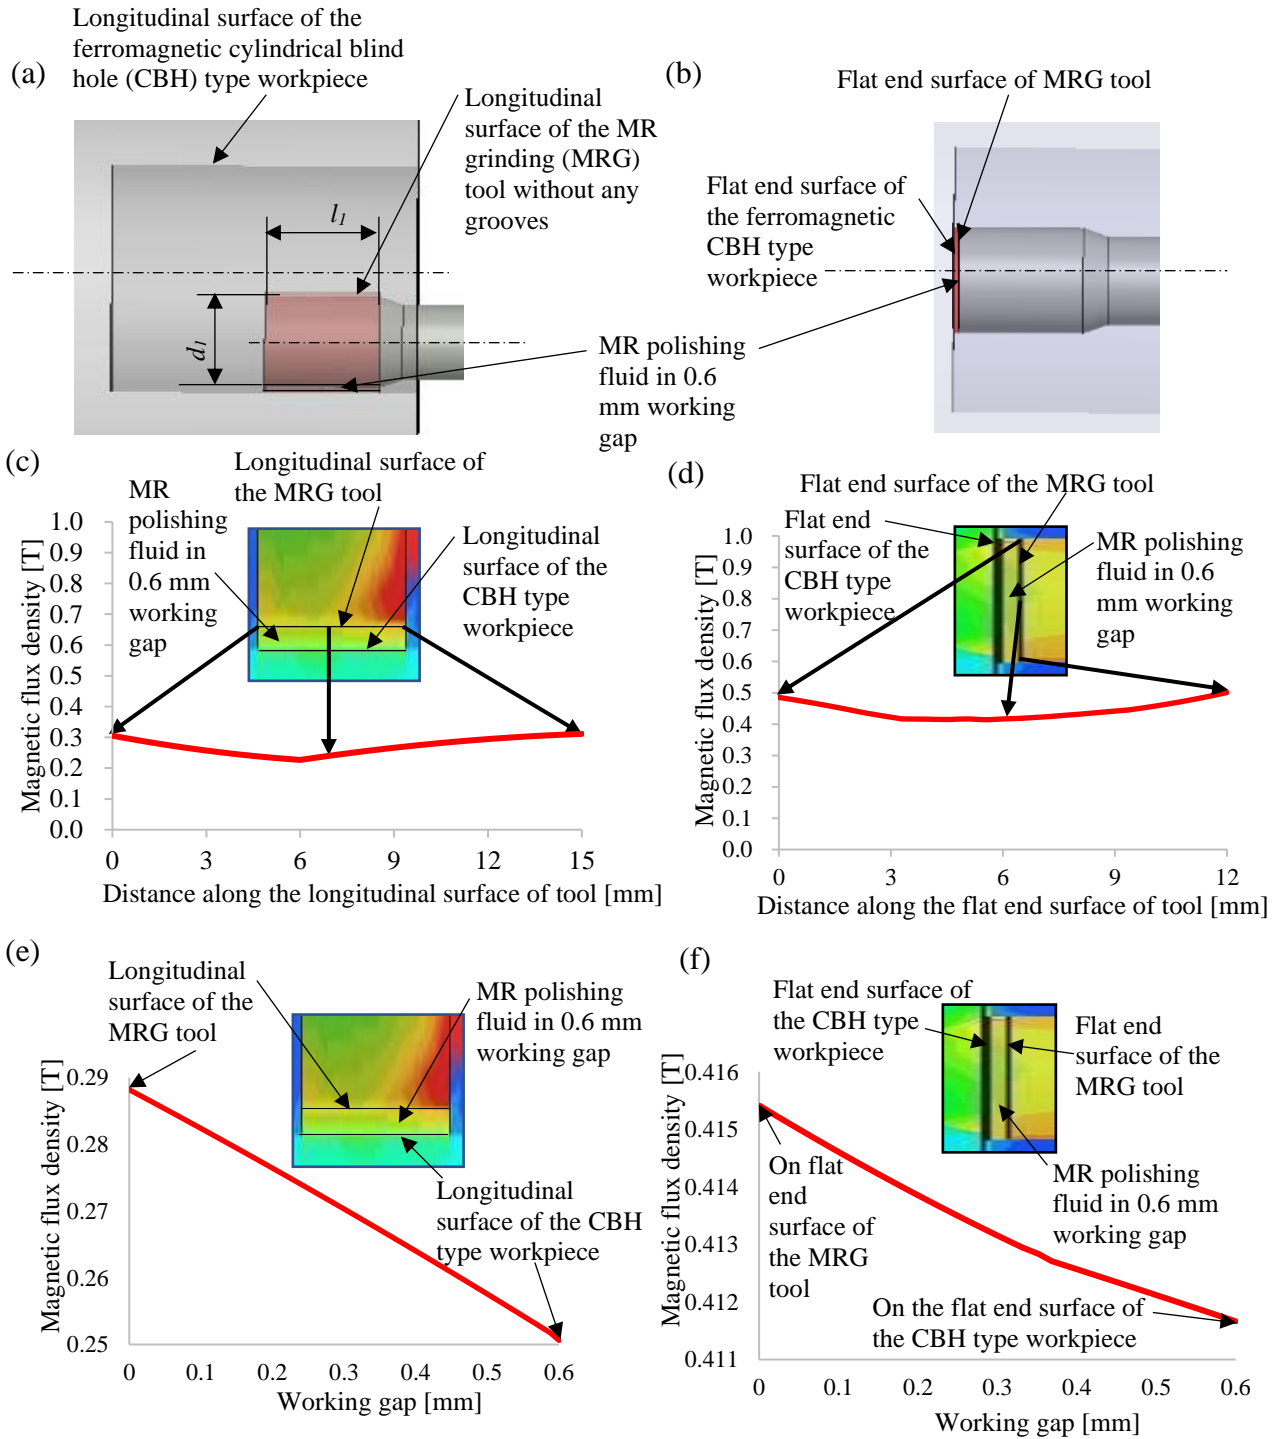 Longitudinal surface of the
ferromagnetic cylindrical blind
hole (CBH) type workpiece
(a)
Longitudinal
surface of the MR
grinding (MRG)
tool without any
grooves
l1
d1
MR polishing
fluid in 0.6
mm working
gap
(b)
Flat end surface of MRG tool
Flat end surface of
the ferromagnetic
CBH type
workpiece
(c)
Longitudinal surface of
the MRG tool
MR
polishing
fluid in
0.6 mm
working
gap
Longitudinal
surface of the
CBH type
workpiece
Magnetic flux density [T]
1.0
0.9
0.8
0.7
0.6
0.5
0.4
0.3
0.2
0.1
0.0
0 3 6 9 12 15
Distance along the longitudinal surface of tool [mm]
(d)
Flat end surface of the MRG tool
Flat end
surface of the
CBH type
workpiece
MR polishing
fluid in 0.6
mm working
gap
Magnetic flux density [T]
1.0
0.9
0.8
0.7
0.6
0.5
0.4
0.3
0.2
0.1
0.0
0 3 6 9 12
Distance along the flat end surface of tool [mm]
(e)
Longitudinal
surface of the
MRG tool
MR polishing
fluid in 0.6 mm
working gap
Longitudinal
surface of the CBH
type workpiece
Magnetic flux density [T]
0.29
0.28
0.27
0.26
0.25
0 0.1 0.2 0.3 0.4 0.5 0.6
Working gap [mm]
(f)
Flat end surface of
the CBH type
workpiece
Flat end
surface of the
MRG tool
MR polishing
fluid in 0.6 mm
working gap
On flat
end
surface of
the MRG
tool
On the flat end surface of
the CBH type workpiece
Magnetic flux density [T]
0.416
0.415
0.414
0.413
0.412
0.411
0 0.1 0.2 0.3 0.4 0.5 0.6
Working gap [mm]